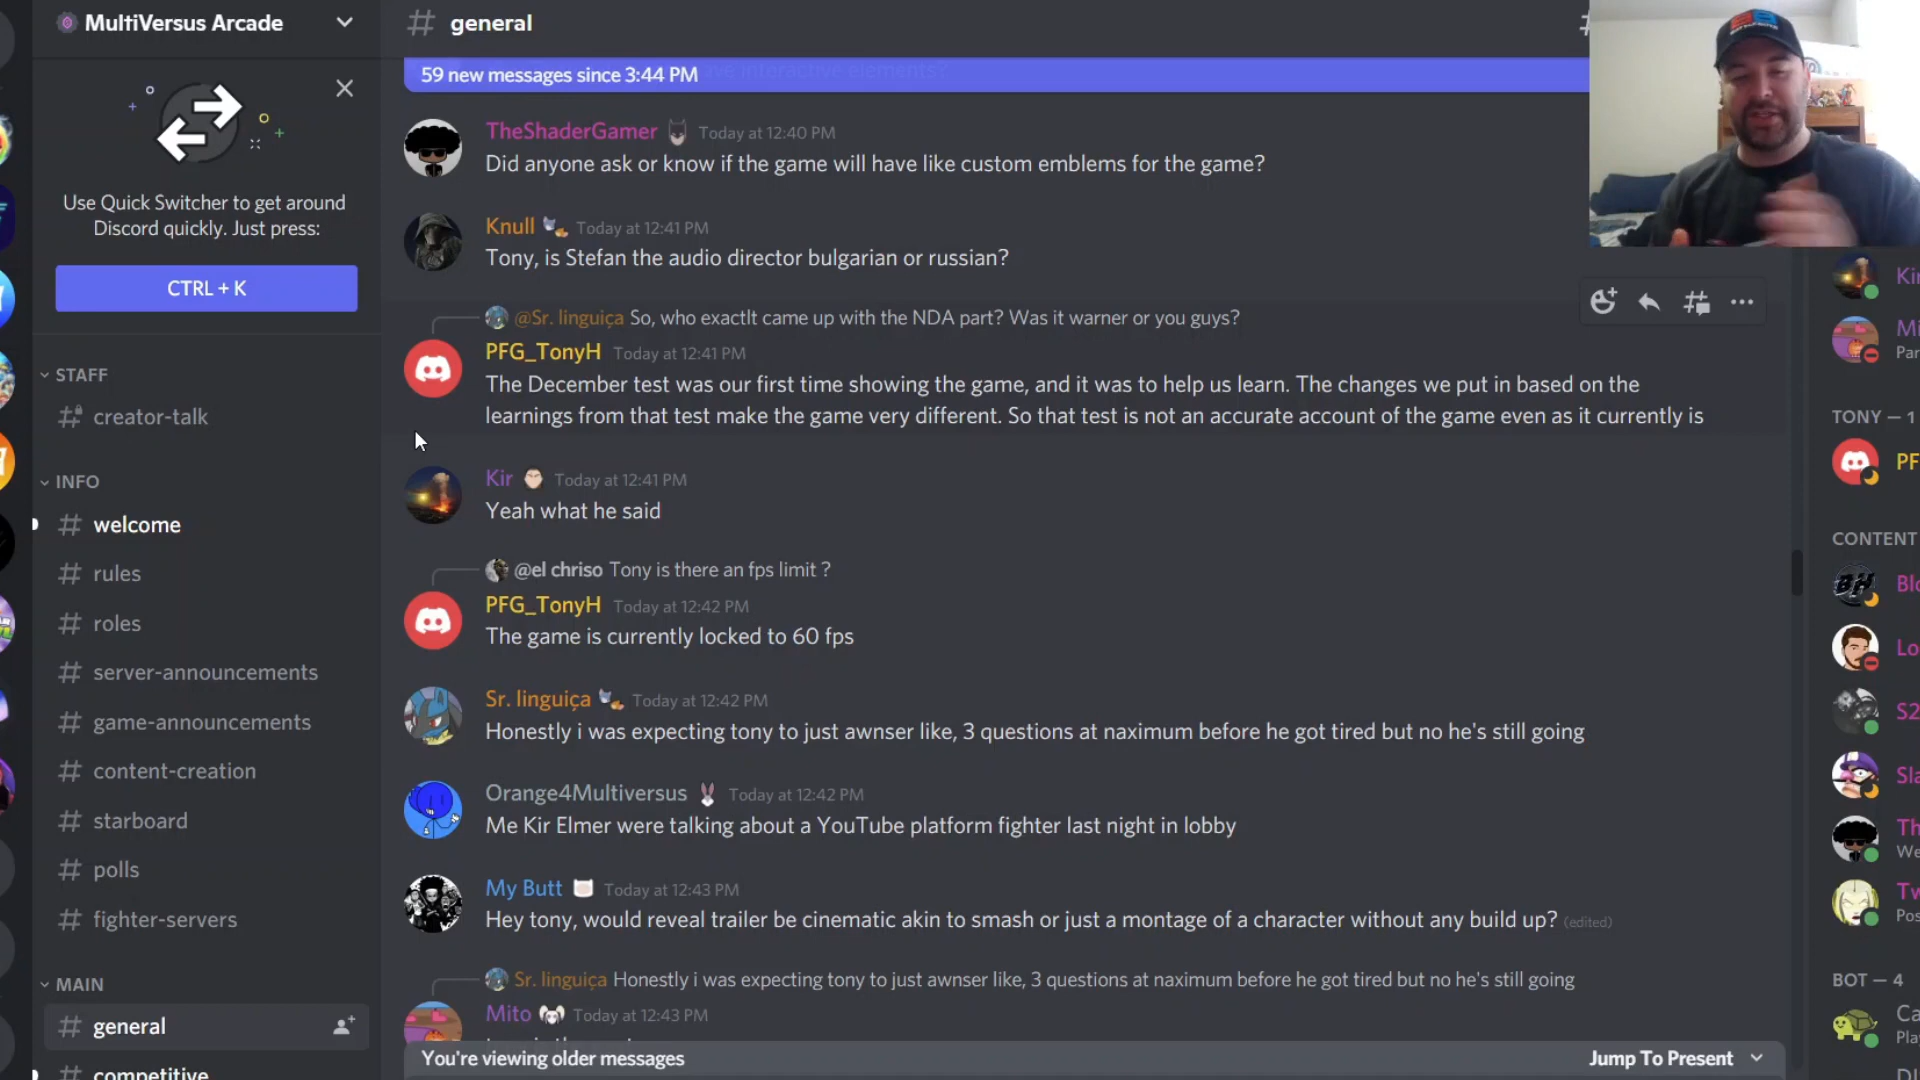 MultiVersus Arcade
Use Quick Switcher to get around
Discord quickly. Just press:
CTRL + K
STAFF
creator-talk
INFO
welcome
rules
roles
server-announcements
game-announcements
content-creation
starboard
polls
fighter-servers
MAIN
general
competitive
general
59 new messages since 3:44 PM
TheShaderGamer Today at 12:40 PM
Did anyone ask or know if the game will have like custom emblems for the game?
Knull Today at 12:41 PM
Tony, is Stefan the audio director bulgarian or russian?
@Sr. linguiça So, who exactlt came up with the NDA part? Was it warner or you guys?
PFG_TonyH Today at 12:41 PM
The December test was our first time showing the game, and it was to help us learn. The changes we put in based on the
learnings from that test make the game very different. So that test is not an accurate account of the game even as it currently is
Kir Today at 12:41 PM
Yeah what he said
@el chriso Tony is there an fps limit ?
PFG_TonyH Today at 12:42 PM
The game is currently locked to 60 fps
Sr. linguiça Today at 12:42 PM
Honestly i was expecting tony to just awnser like, 3 questions at naximum before he got tired but no he's still going
Orange4Multiversus Today at 12:42 PM
Me Kir Elmer were talking about a YouTube platform fighter last night in lobby
My Butt Today at 12:43 PM
Hey tony, would reveal trailer be cinematic akin to smash or just a montage of a character without any build up? (edited)
Sr. linguiça Honestly i was expecting tony to just awnser like, 3 questions at naximum before he got tired but no he's still going
Mito Today at 12:43 PM
You're viewing older messages
Jump To Present
TONY — 1
PF
CONTENT
Blo
Lo
S2
Sla
Th
We
Tw
Pos
BOT — 4
Ca
Play